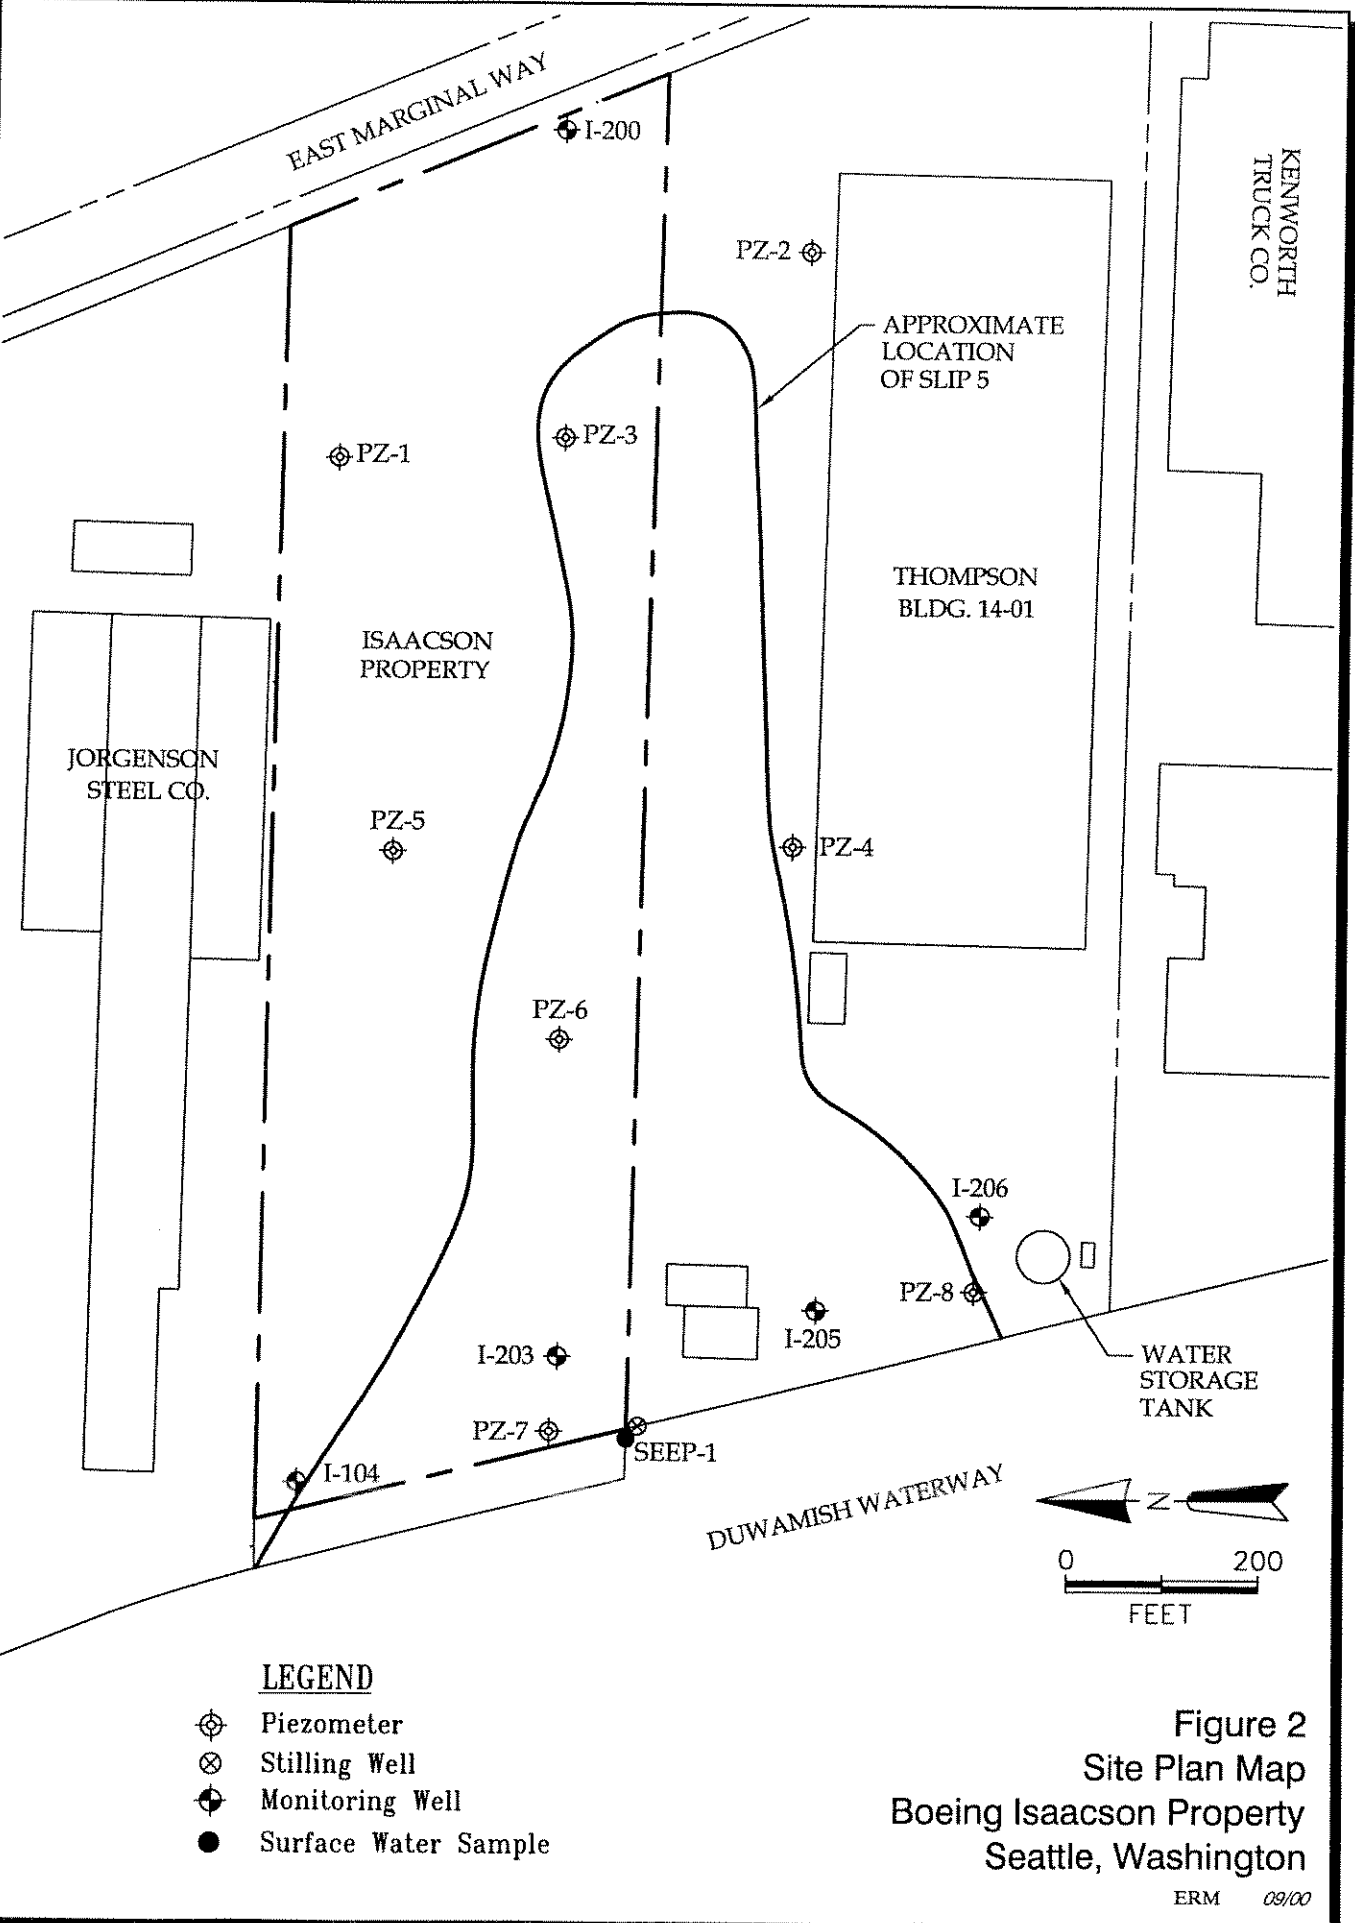 EAST MARGINAL WAY
I-200
KENWORTH
TRUCK CO.
PZ-2
APPROXIMATE
LOCATION
OF SLIP 5
PZ-1
PZ-3
THOMPSON
BLDG. 14-01
ISAACSON
PROPERTY
JORGENSON
STEEL CO.
PZ-5
PZ-4
PZ-6
I-206
PZ-8
I-205
I-203
WATER
STORAGE
TANK
PZ-7
SEEP-1
I-104
DUWAMISH WATERWAY
N
0 200
FEET
LEGEND
Piezometer
Stilling Well
Monitoring Well
Surface Water Sample
Figure 2
Site Plan Map
Boeing Isaacson Property
Seattle, Washington
ERM 09/00